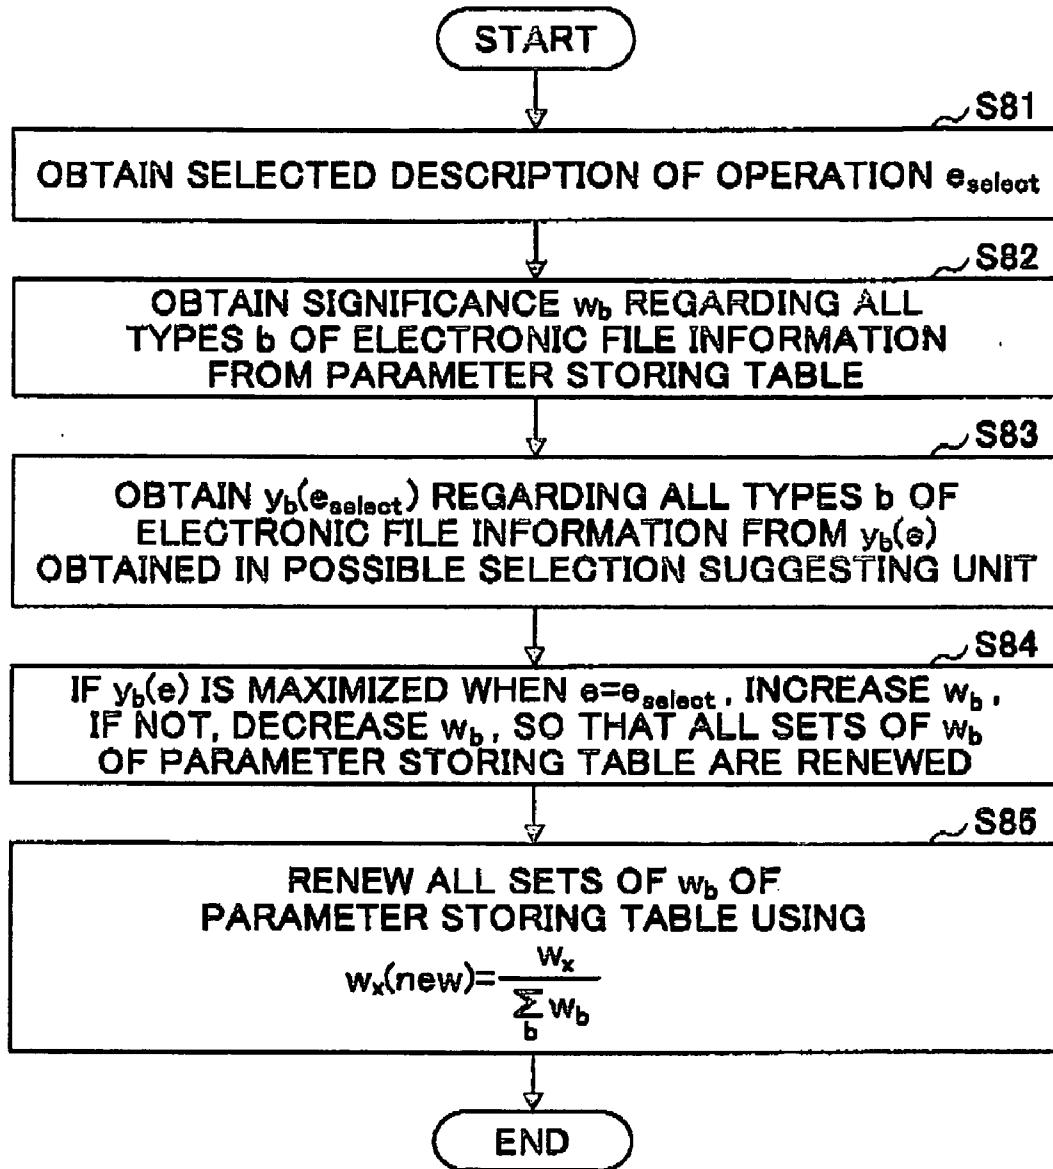 START
S81
OBTAIN SELECTED DESCRIPTION OF OPERATION e_select
S82
OBTAIN SIGNIFICANCE w_b REGARDING ALL
TYPES b OF ELECTRONIC FILE INFORMATION
FROM PARAMETER STORING TABLE
S83
OBTAIN y_b(e_select) REGARDING ALL TYPES b OF
ELECTRONIC FILE INFORMATION FROM y_b(e)
OBTAINED IN POSSIBLE SELECTION SUGGESTING UNIT
S84
IF y_b(e) IS MAXIMIZED WHEN e=e_select, INCREASE w_b,
IF NOT, DECREASE w_b, SO THAT ALL SETS OF w_b
OF PARAMETER STORING TABLE ARE RENEWED
S85
RENEW ALL SETS OF w_b OF
PARAMETER STORING TABLE USING
w_x(new)=w_x/Σ_b w_b
END